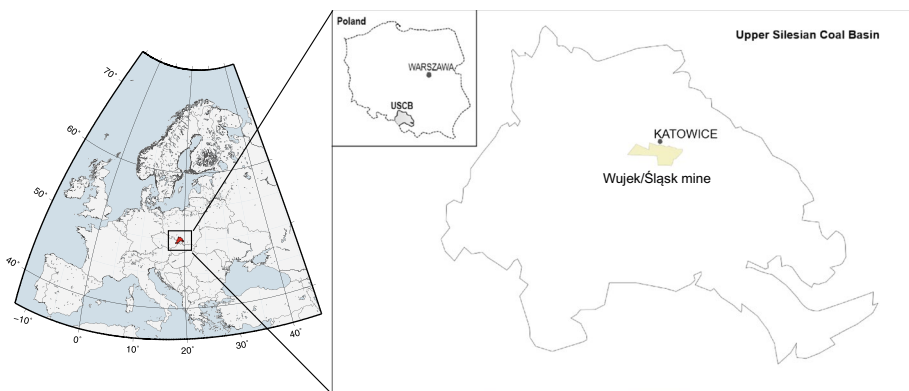 Poland
WARSZAWA
USCB
Upper Silesian Coal Basin
KATOWICE
Wujek/Śląsk mine
70˚
60˚
50˚
40˚
−10˚
0˚
10˚
20˚
30˚
40˚